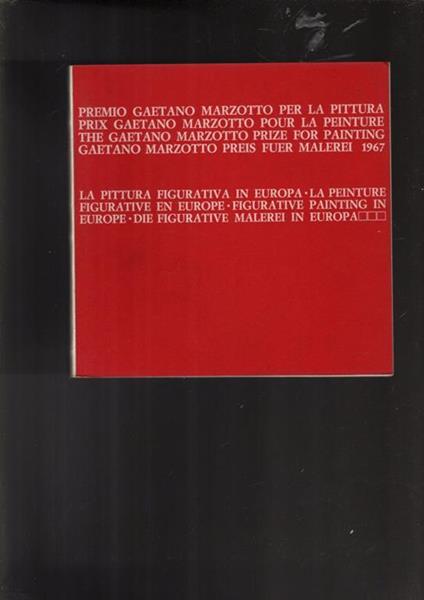 PREMIO GAETANO MARZOTTO PER LA PITTURA
PRIX GAETANO MARZOTTO POUR LA PEINTURE
THE GAETANO MARZOTTO PRIZE FOR PAINTING
GAETANO MARZOTTO PREIS FUER MALEREI 1967
LA PITTURA FIGURATIVA IN EUROPA·LA PEINTURE
FIGURATIVE EN EUROPE·FIGURATIVE PAINTING IN
EUROPE·DIE FIGURATIVE MALEREI IN EUROPA□□□